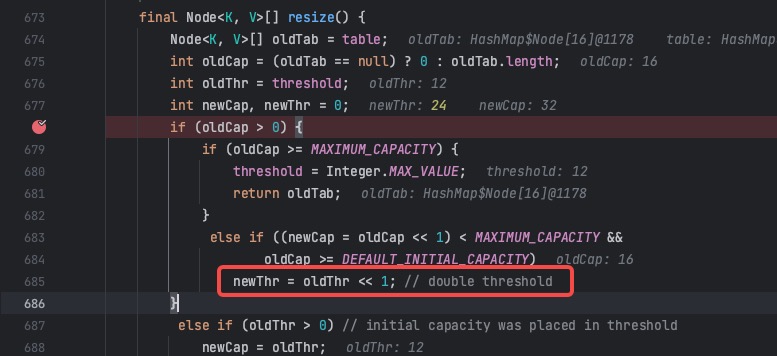 673 final Node<K, V>[] resize() {
674 Node<K, V>[] oldTab = table; oldTab: HashMap$Node[16]@1178 table: HashMap
675 int oldCap = (oldTab == null) ? 0 : oldTab.length; oldCap: 16
676 int oldThr = threshold; oldThr: 12
677 int newCap, newThr = 0; newThr: 24 newCap: 32
if (oldCap > 0) {
679 if (oldCap >= MAXIMUM_CAPACITY) {
680 threshold = Integer.MAX_VALUE; threshold: 12
681 return oldTab; oldTab: HashMap$Node[16]@1178
682 }
683 else if ((newCap = oldCap << 1) < MAXIMUM_CAPACITY &&
684 oldCap >= DEFAULT_INITIAL_CAPACITY) oldCap: 16
685 newThr = oldThr << 1; // double threshold
686 }
687 else if (oldThr > 0) // initial capacity was placed in threshold
688 newCap = oldThr; oldThr: 12